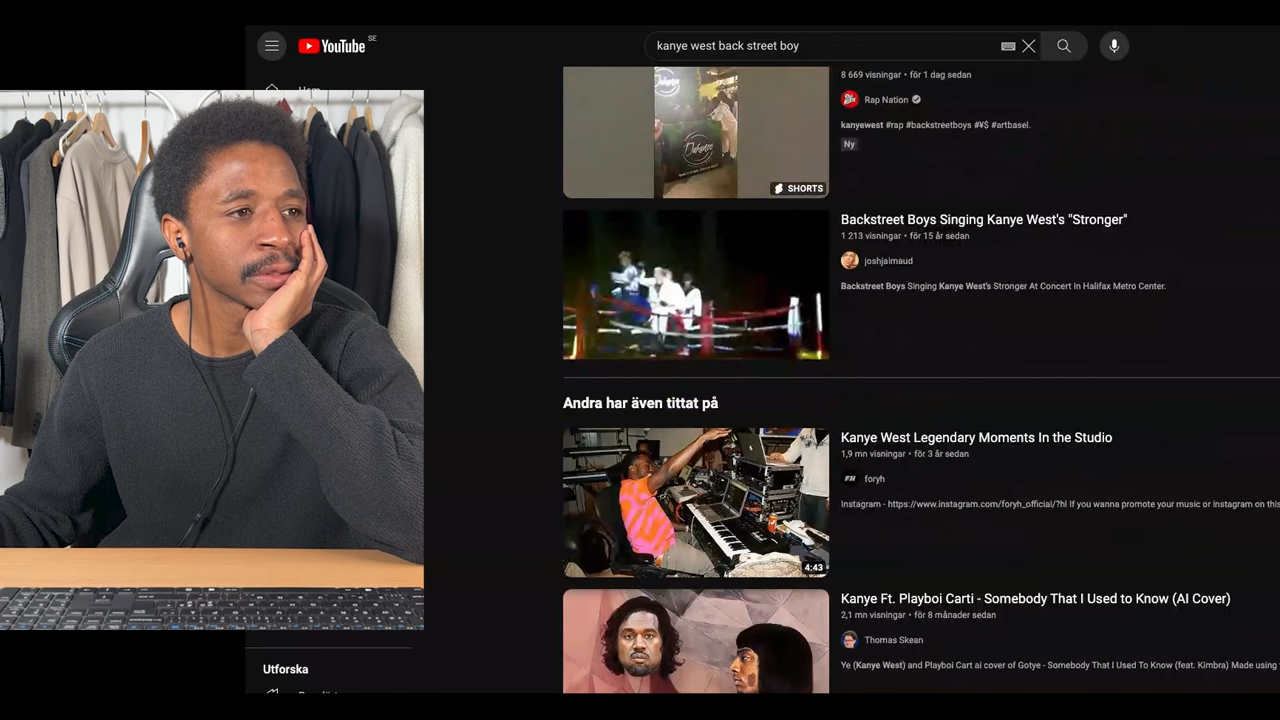 YouTube SE
kanye west back street boy
8 669 visningar • för 1 dag sedan
Rap Nation
kanyewest #rap #backstreetboys #¥$ #artbasel.
Ny
SHORTS
Backstreet Boys Singing Kanye West's "Stronger"
1 213 visningar • för 15 år sedan
joshjaimaud
Backstreet Boys Singing Kanye West's Stronger At Concert In Halifax Metro Center.
Andra har även tittat på
Kanye West Legendary Moments In the Studio
1,9 mn visningar • för 3 år sedan
FH foryh
Instagram - https://www.instagram.com/foryh_official/?hl If you wanna promote your music or instagram on this
4:43
Kanye Ft. Playboi Carti - Somebody That I Used to Know (AI Cover)
2,1 mn visningar • för 8 månader sedan
Thomas Skean
Ye (Kanye West) and Playboi Cart ai cover of Gotye - Somebody That I Used To Know (feat. Kimbra) Made using
Utforska